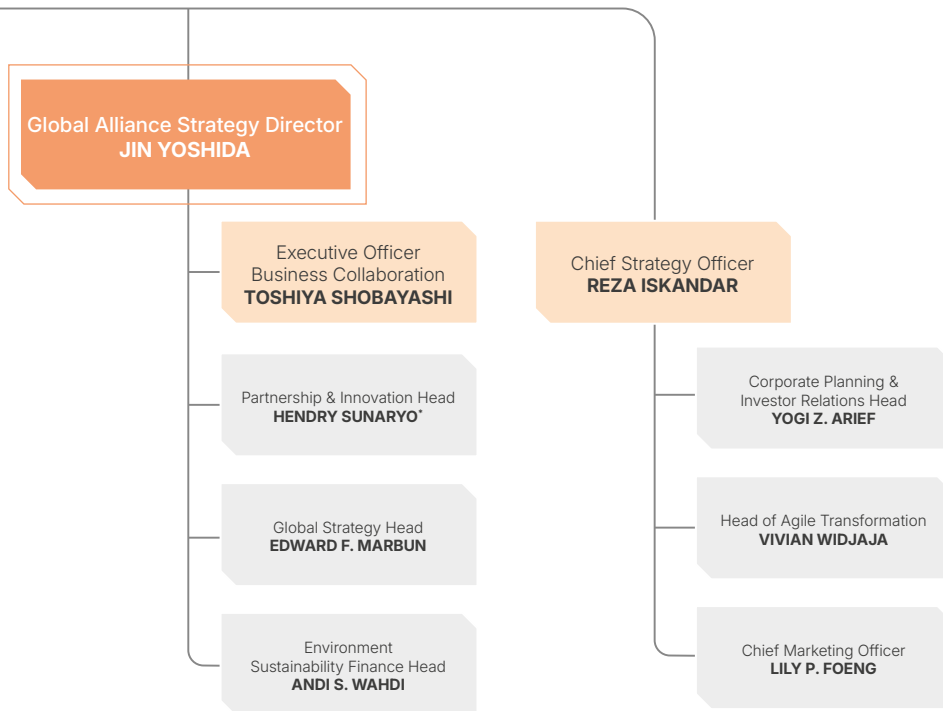 Global Alliance Strategy Director
JIN YOSHIDA
Executive Officer
Business Collaboration
TOSHIYA SHOBAYASHI
Partnership & Innovation Head
HENDRY SUNARYO*
Global Strategy Head
EDWARD F. MARBUN
Environment
Sustainability Finance Head
ANDI S. WAHDI
Chief Strategy Officer
REZA ISKANDAR
Corporate Planning &
Investor Relations Head
YOGI Z. ARIEF
Head of Agile Transformation
VIVIAN WIDJAJA
Chief Marketing Officer
LILY P. FOENG